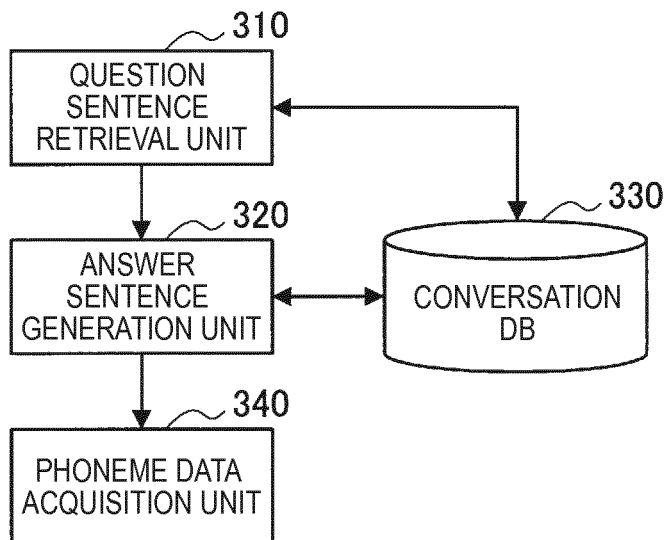 310
QUESTION
SENTENCE
RETRIEVAL UNIT
320
ANSWER
SENTENCE
GENERATION UNIT
330
CONVERSATION
DB
340
PHONEME DATA
ACQUISITION UNIT